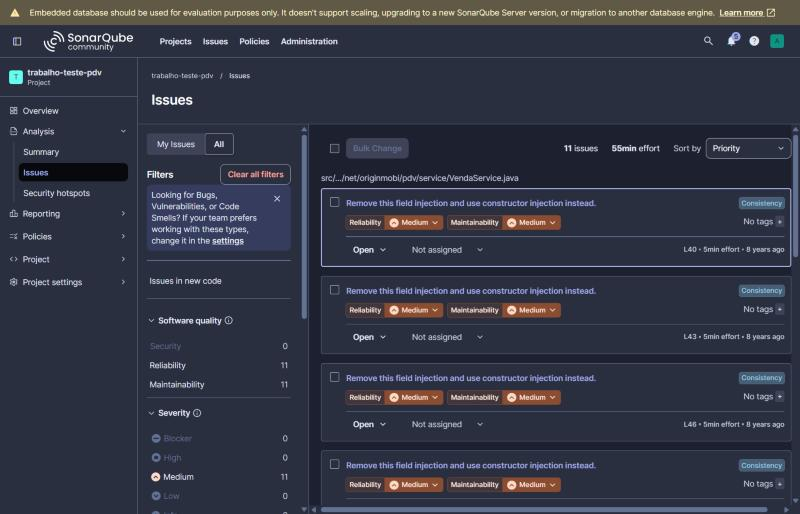 Embedded database should be used for evaluation purposes only. It doesn't support scaling, upgrading to a new SonarQube Server version, or migration to another database engine. Learn more
SonarQube community
Projects Issues Policies Administration
5
?
A
T
trabalho-teste-pdv
Project
Overview
Analysis
Summary
Issues
Security hotspots
Reporting
Policies
Project
Project settings
trabalho-teste-pdv / Issues
Issues
My Issues All
Filters
Clear all filters
Looking for Bugs,
Vulnerabilities, or Code
Smells? If your team prefers
working with these types,
change it in the settings
Issues in new code
Software quality
Security 0
Reliability 11
Maintainability 11
Severity
Blocker 0
High 0
Medium 11
Low 0
Bulk Change
11 issues 55min effort Sort by Priority
src/.../net/originmobi/pdv/service/VendaService.java
Remove this field injection and use constructor injection instead. Consistency
Reliability Medium Maintainability Medium No tags +
Open Not assigned L40 • 5min effort • 8 years ago
Remove this field injection and use constructor injection instead. Consistency
Reliability Medium Maintainability Medium No tags +
Open Not assigned L43 • 5min effort • 8 years ago
Remove this field injection and use constructor injection instead. Consistency
Reliability Medium Maintainability Medium No tags +
Open Not assigned L46 • 5min effort • 8 years ago
Remove this field injection and use constructor injection instead. Consistency
Reliability Medium Maintainability Medium No tags +